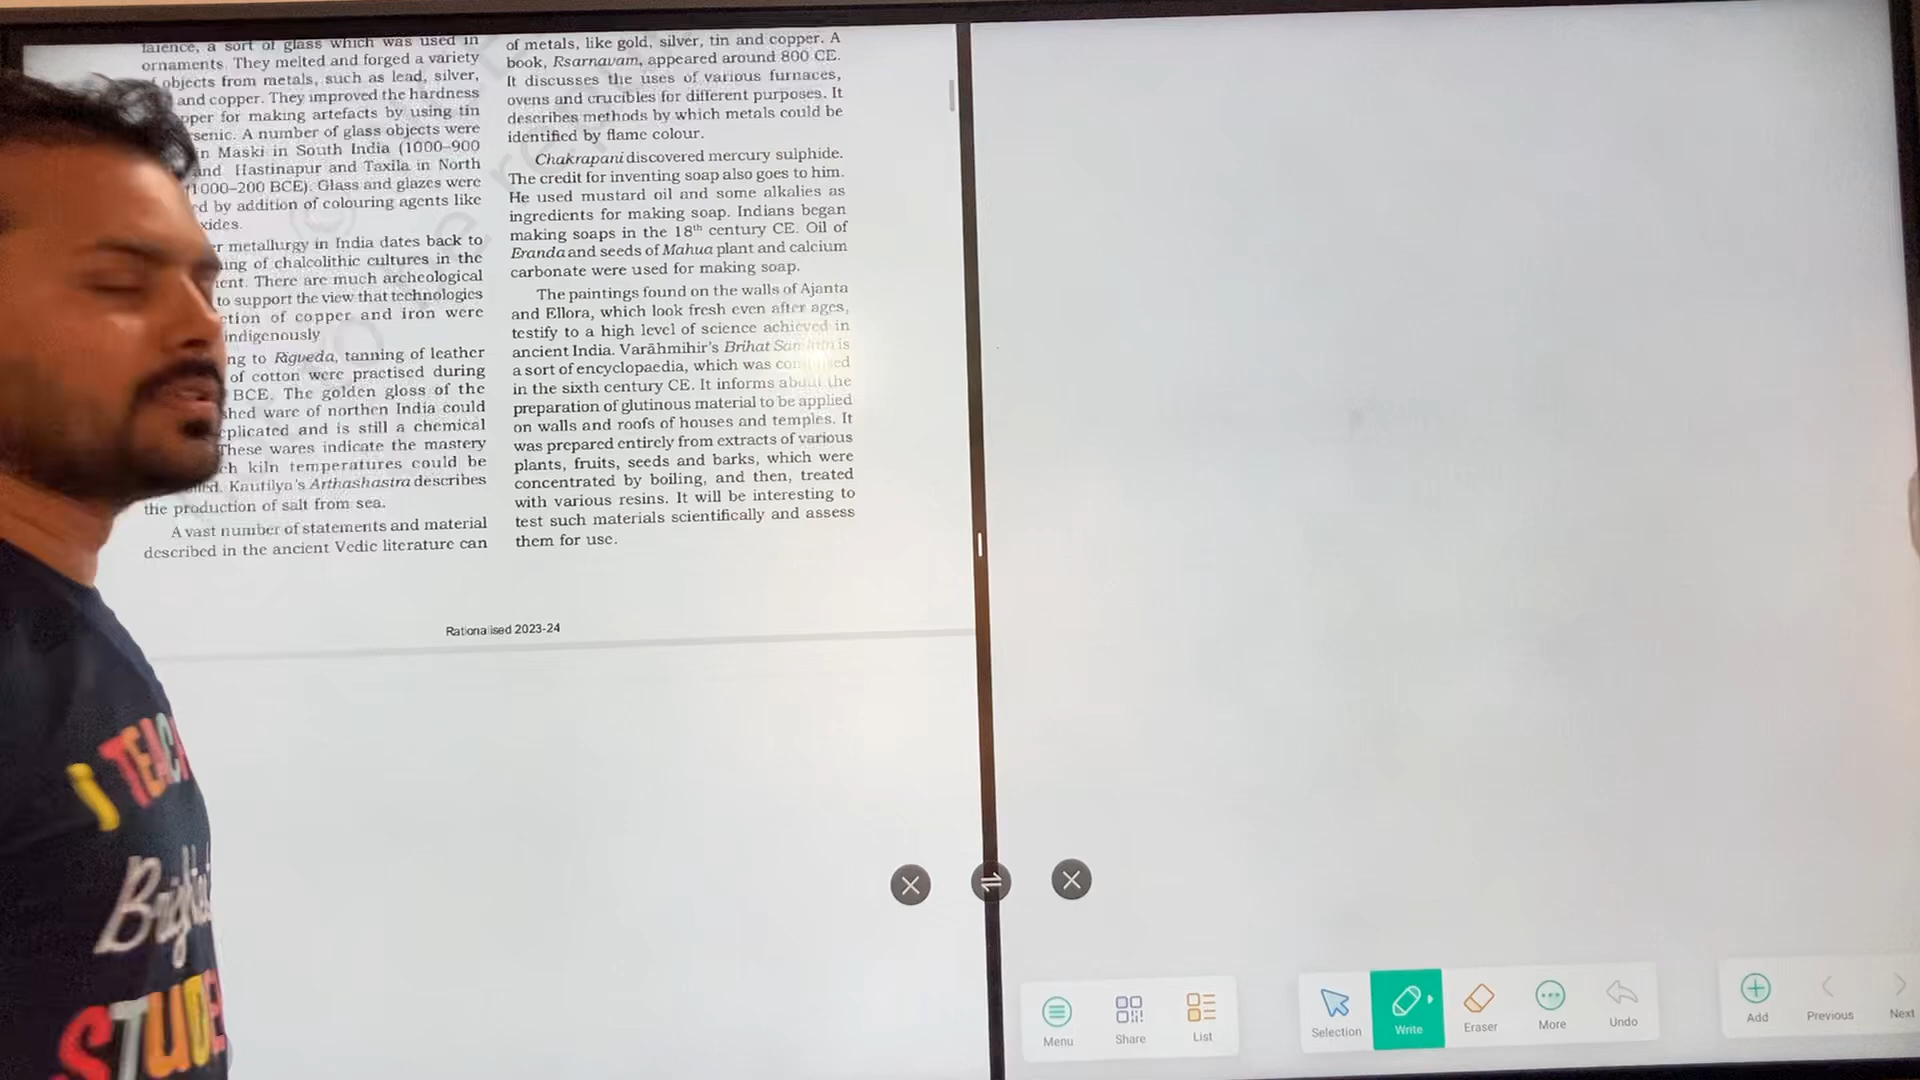 faience, a sort of glass which was used in
ornaments. They melted and forged a variety
objects from metals, such as lead, silver,
and copper. They improved the hardness
pper for making artefacts by using tin
senic. A number of glass objects were
n Maski in South India (1000–900
and Hastinapur and Taxila in North
(1000–200 BCE). Glass and glazes were
ed by addition of colouring agents like
xides.
er metallurgy in India dates back to
ing of chalcolithic cultures in the
ent. There are much archeological
to support the view that technologies
ction of copper and iron were
indigenously
ng to Rigveda, tanning of leather
of cotton were practised during
BCE. The golden gloss of the
shed ware of northen India could
eplicated and is still a chemical
These wares indicate the mastery
ch kiln temperatures could be
lled. Kautilya's Arthashastra describes
the production of salt from sea.
A vast number of statements and material
described in the ancient Vedic literature can
of metals, like gold, silver, tin and copper. A
book, Rsarnavam, appeared around 800 CE.
It discusses the uses of various furnaces,
ovens and crucibles for different purposes. It
describes methods by which metals could be
identified by flame colour.
Chakrapani discovered mercury sulphide.
The credit for inventing soap also goes to him.
He used mustard oil and some alkalies as
ingredients for making soap. Indians began
making soaps in the 18th century CE. Oil of
Eranda and seeds of Mahua plant and calcium
carbonate were used for making soap.
The paintings found on the walls of Ajanta
and Ellora, which look fresh even after ages,
testify to a high level of science achieved in
ancient India. Varāhmihir's Brihat is
a sort of encyclopaedia, which was
in the sixth century CE. It informs about the
preparation of glutinous material to be applied
on walls and roofs of houses and temples. It
was prepared entirely from extracts of various
plants, fruits, seeds and barks, which were
concentrated by boiling, and then, treated
with various resins. It will be interesting to
test such materials scientifically and assess
them for use.
Rationalised 2023-24
I TEACH
STUDE
Menu
Share
List
Selection
Write
Eraser
More
Undo
Add
Previous
Next